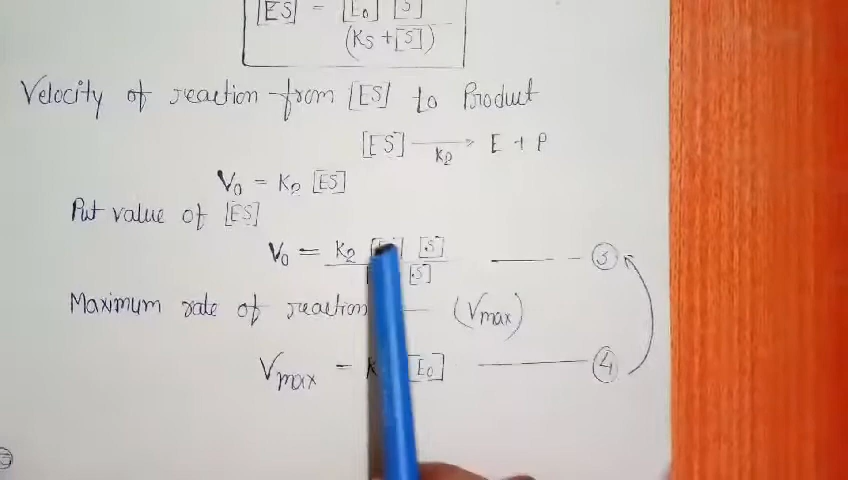 [ES] = [E₀] [S]
(Ks + [S])
Velocity of reaction from [ES] to Product
[ES] → K₂ E + P
V₀ = K₂ [ES]
Put value of [ES]
V₀ = K₂ [S]
[S] —— 3
Maximum rate of reaction — (Vmax)
Vmax = K [E₀] —— 4